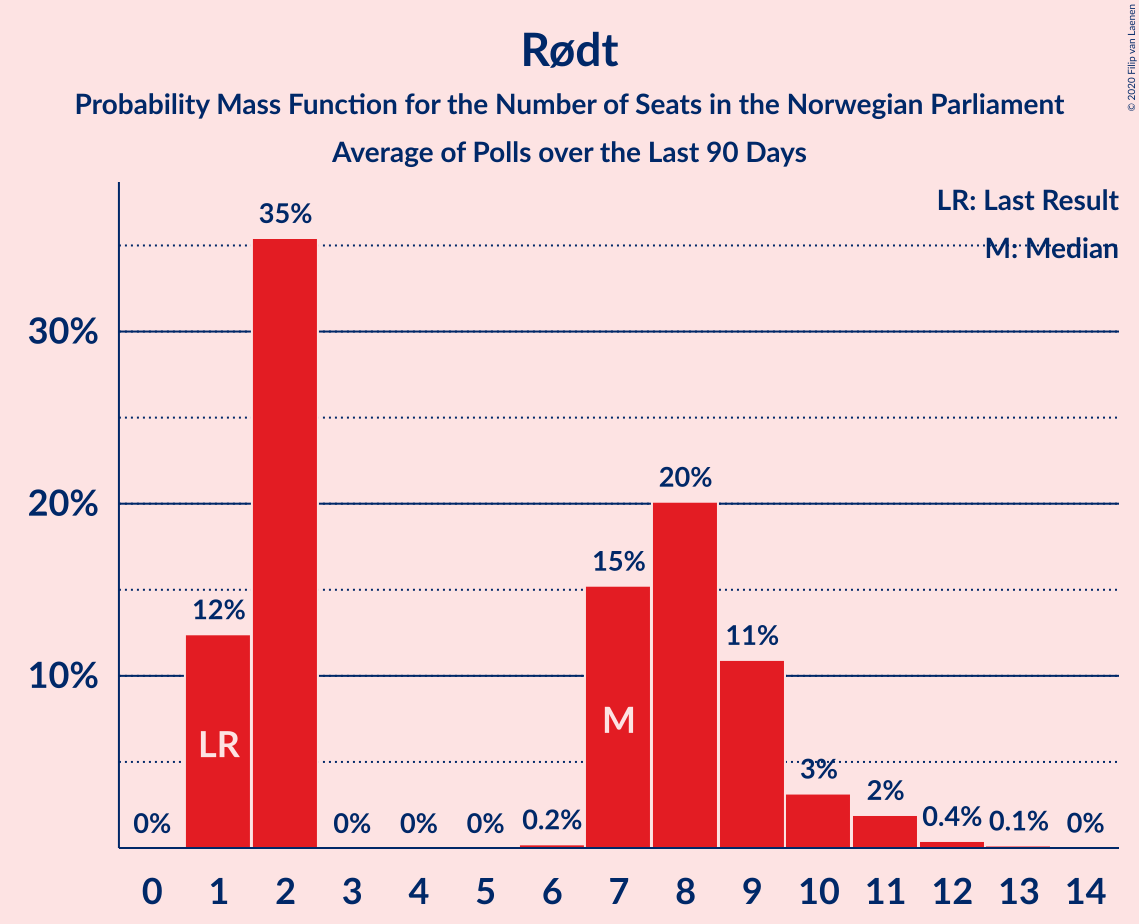 Rødt
Probability Mass Function for the Number of Seats in the Norwegian Parliament
Average of Polls over the Last 90 Days
© 2020 Filip van Laenen
LR: Last Result
M: Median
30%
20%
10%
0%
12%
35%
0%
0%
0%
0.2%
15%
20%
11%
3%
2%
0.4%
0.1%
0%
LR
M
0 1 2 3 4 5 6 7 8 9 10 11 12 13 14